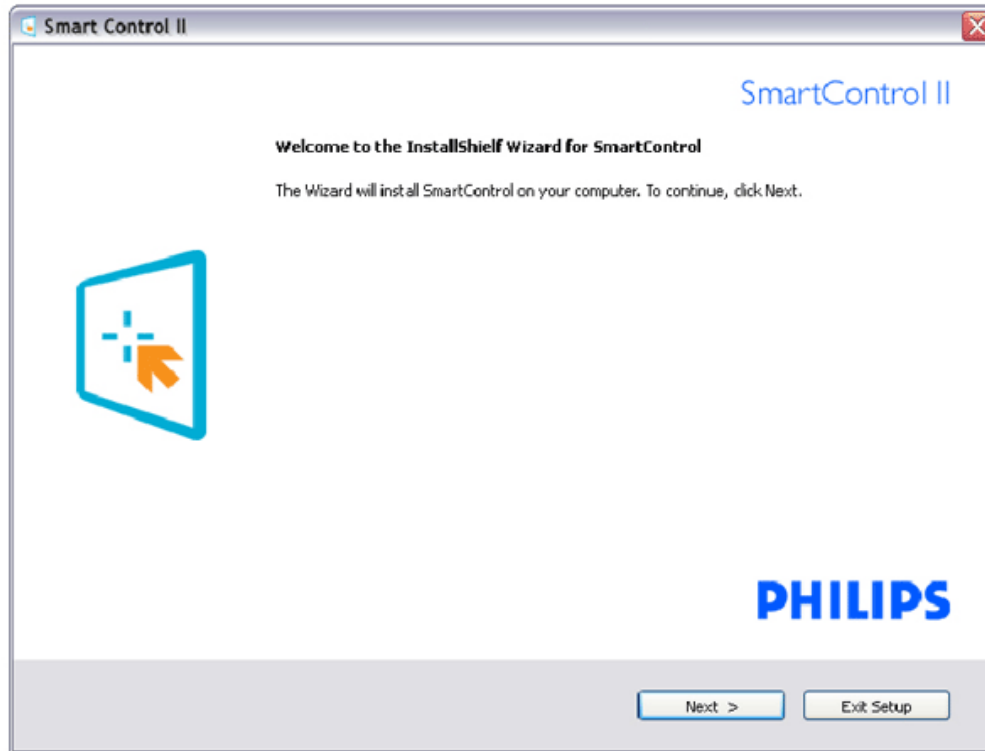 Smart Control II
SmartControl II
Welcome to the InstallShield Wizard for SmartControl
The Wizard will install SmartControl on your computer. To continue, click Next.
PHILIPS
Next >
Exit Setup